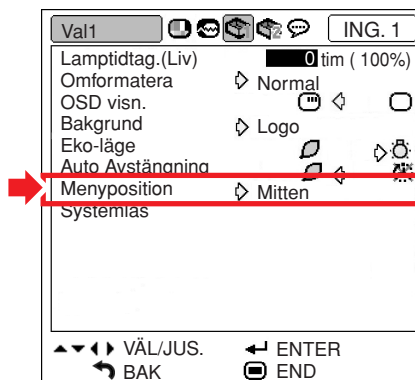 Val1 ING. 1
Lamptidtag.(Liv) 0 tim ( 100%)
Omformatera Normal
OSD visn.
Bakgrund Logo
Eko-läge
Auto Avstängning
Menyposition Mitten
Systemlås
VÄL/JUS. ENTER
BAK END